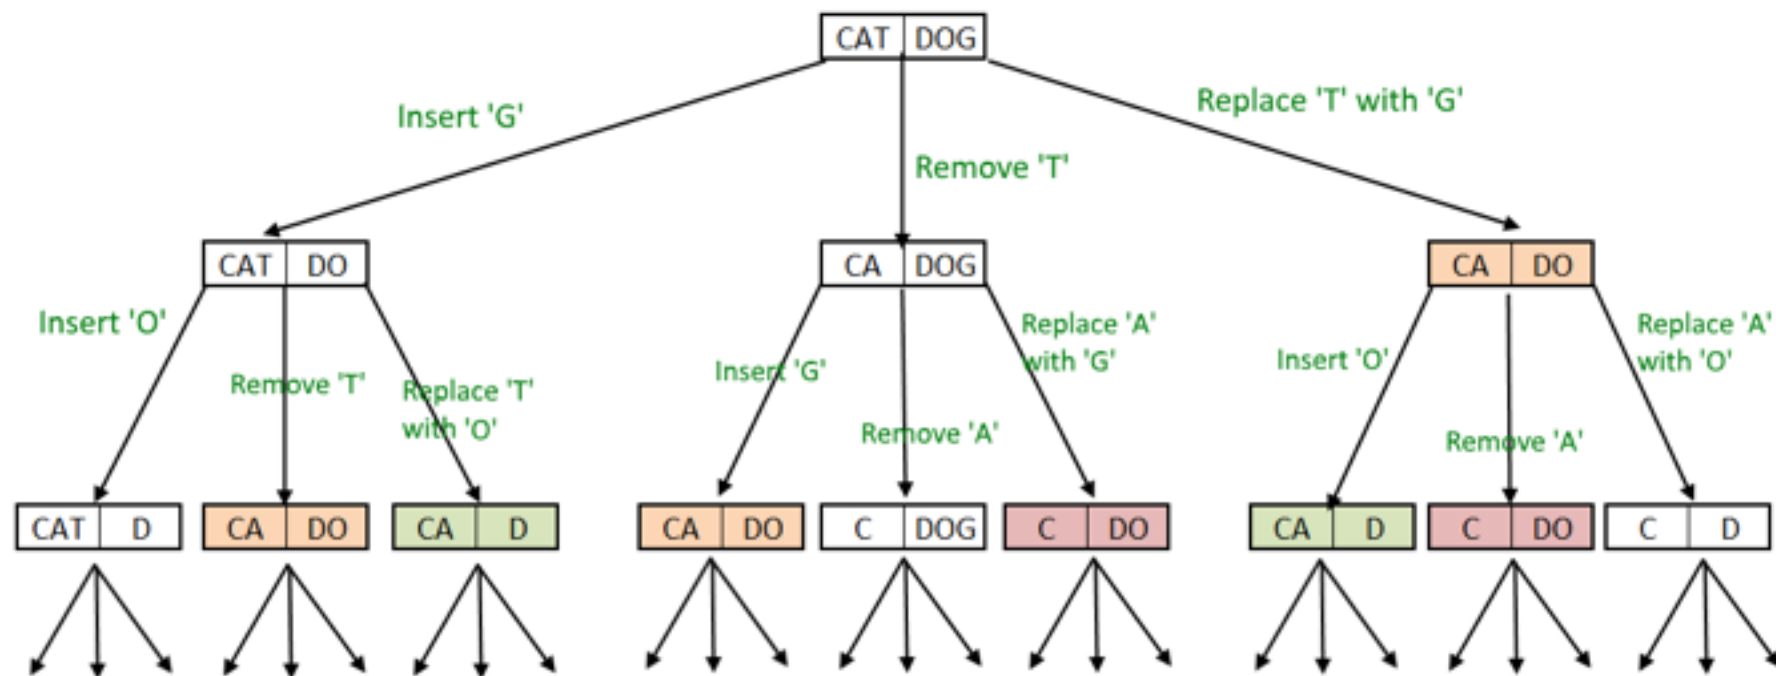 CAT DOG
Insert 'G'
Replace 'T' with 'G'
Remove 'T'
CAT DO
CA DOG
CA DO
Insert 'O'
Remove 'T'
Replace 'T'
with 'O'
Insert 'G'
Remove 'A'
Replace 'A'
with 'G'
Insert 'O'
Remove 'A'
Replace 'A'
with 'O'
CAT D
CA DO
CA D
CA DO
C DOG
C DO
CA D
C DO
C D